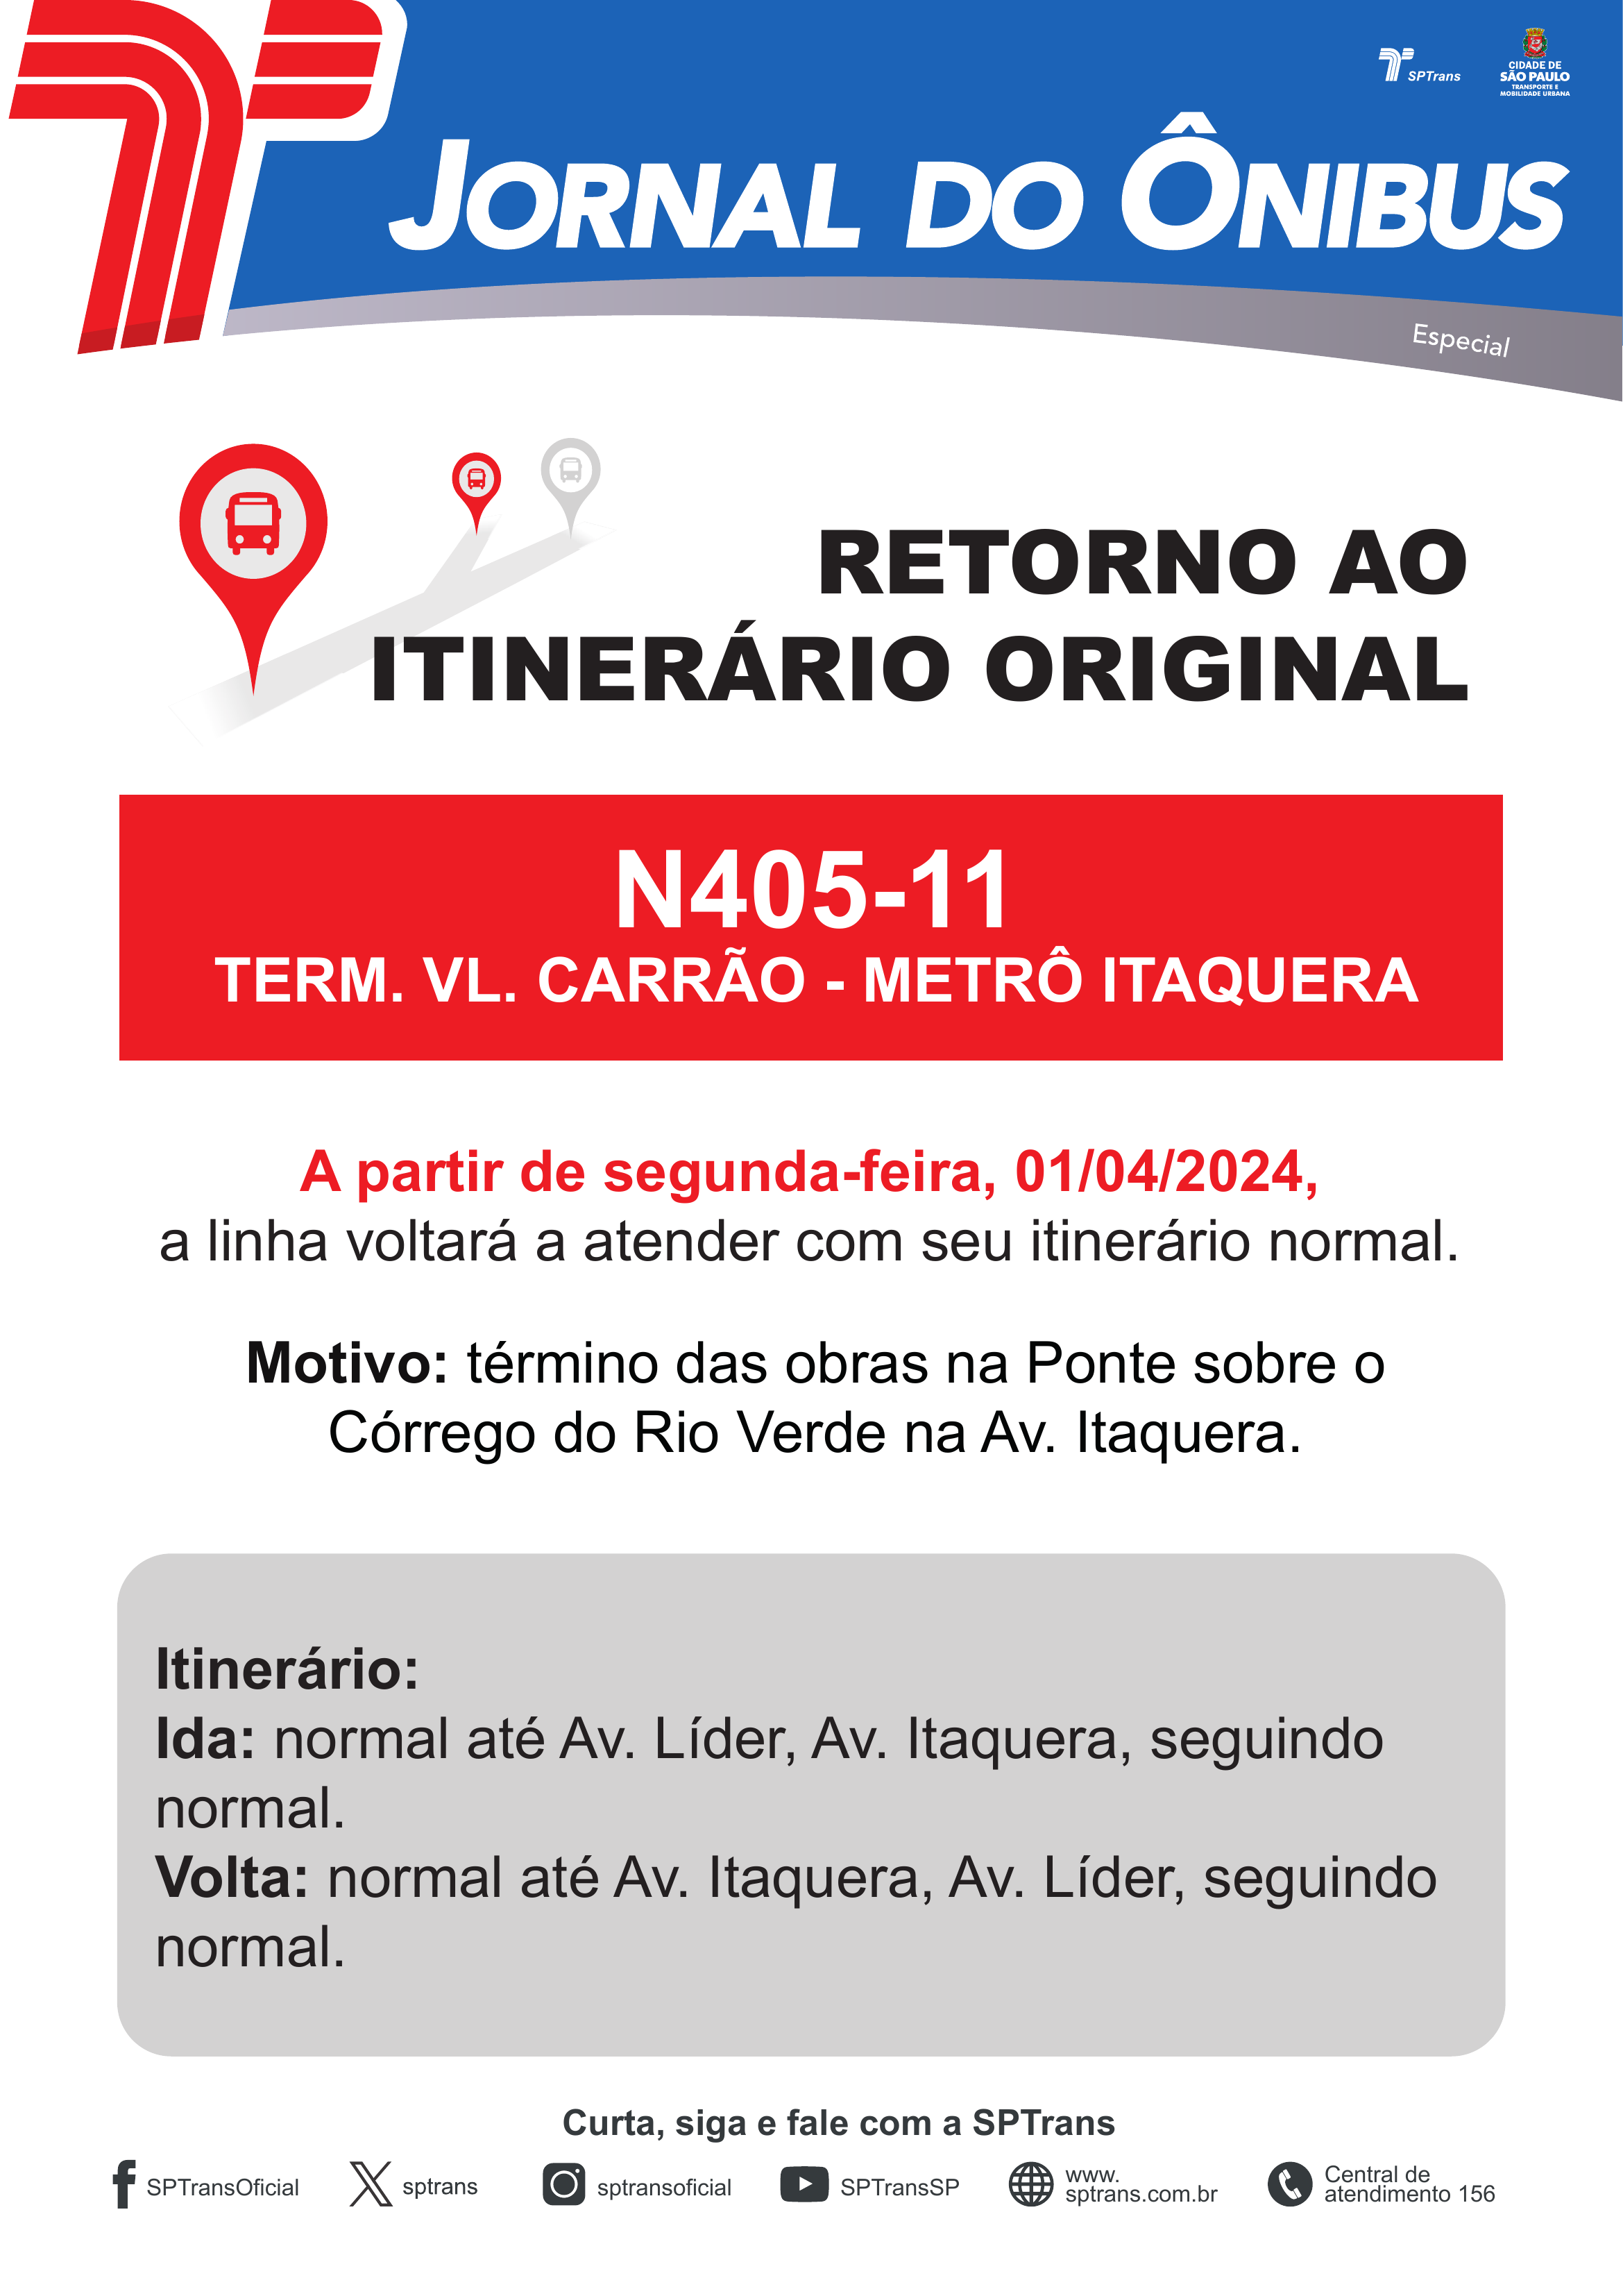 SPTrans
CIDADE DE
SÃO PAULO
TRANSPORTE E
MOBILIDADE URBANA
JORNAL DO ÔNIBUS
Especial
RETORNO AO
ITINERÁRIO ORIGINAL
N405-11
TERM. VL. CARRÃO - METRÔ ITAQUERA
A partir de segunda-feira, 01/04/2024,
a linha voltará a atender com seu itinerário normal.
Motivo: término das obras na Ponte sobre o
Córrego do Rio Verde na Av. Itaquera.
Itinerário:
Ida: normal até Av. Líder, Av. Itaquera, seguindo
normal.
Volta: normal até Av. Itaquera, Av. Líder, seguindo
normal.
Curta, siga e fale com a SPTrans
SPTransOficial
sptrans
sptransoficial
SPTransSP
www.
sptrans.com.br
Central de
atendimento 156